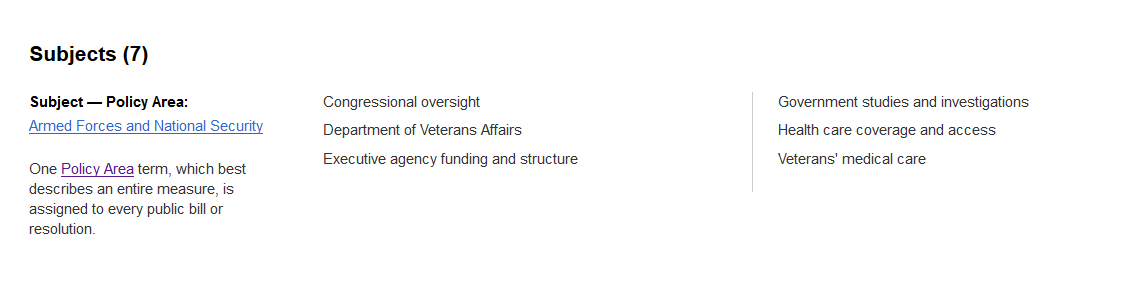 Subjects (7)
Subject — Policy Area:
Armed Forces and National Security
One Policy Area term, which best
describes an entire measure, is
assigned to every public bill or
resolution.
Congressional oversight
Department of Veterans Affairs
Executive agency funding and structure
Government studies and investigations
Health care coverage and access
Veterans' medical care